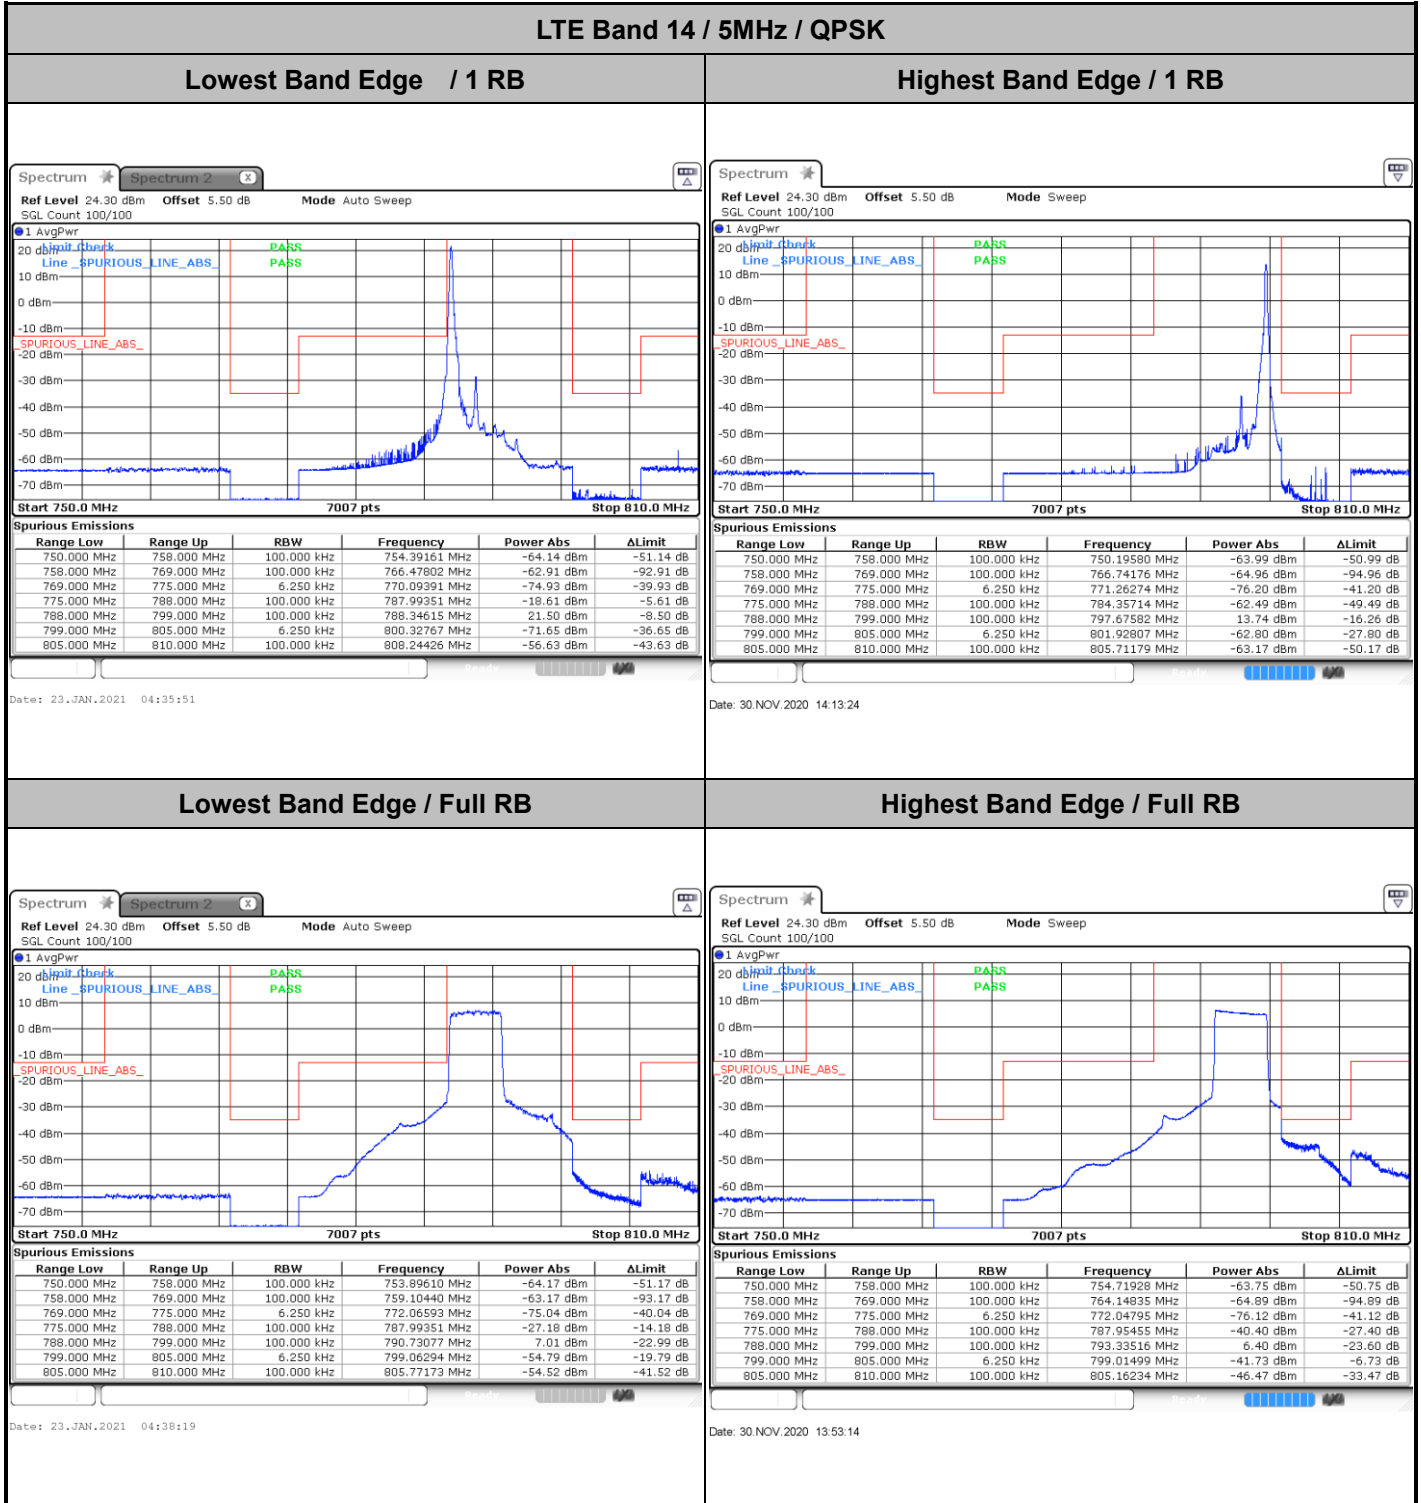 LTE Band 14 / 5MHz / QPSK
Lowest Band Edge / 1 RB
Highest Band Edge / 1 RB
Spectrum Spectrum 2 X
Ref Level 24.30 dBm Offset 5.50 dB Mode Auto Sweep
SGL Count 100/100
1 AvgPwr
Limit Check PASS
20 dBm
Line _SPURIOUS_LINE_ABS_ PASS
10 dBm
0 dBm
-10 dBm
_SPURIOUS_LINE_ABS_
-20 dBm
-30 dBm
-40 dBm
-50 dBm
-60 dBm
-70 dBm
Start 750.0 MHz 7007 pts Stop 810.0 MHz
Spurious Emissions
Range Low Range Up RBW Frequency Power Abs ΔLimit
750.000 MHz 758.000 MHz 100.000 kHz 754.39161 MHz -64.14 dBm -51.14 dB
758.000 MHz 769.000 MHz 100.000 kHz 766.47802 MHz -62.91 dBm -92.91 dB
769.000 MHz 775.000 MHz 6.250 kHz 770.09391 MHz -74.93 dBm -39.93 dB
775.000 MHz 788.000 MHz 100.000 kHz 787.99351 MHz -18.61 dBm -5.61 dB
788.000 MHz 799.000 MHz 100.000 kHz 788.34615 MHz 21.50 dBm -8.50 dB
799.000 MHz 805.000 MHz 6.250 kHz 800.32767 MHz -71.65 dBm -36.65 dB
805.000 MHz 810.000 MHz 100.000 kHz 808.24426 MHz -56.63 dBm -43.63 dB
Ready
Date: 23.JAN.2021 04:35:51
Spectrum
Ref Level 24.30 dBm Offset 5.50 dB Mode Sweep
SGL Count 100/100
1 AvgPwr
Limit Check PASS
20 dBm
Line _SPURIOUS_LINE_ABS_ PASS
10 dBm
0 dBm
-10 dBm
_SPURIOUS_LINE_ABS_
-20 dBm
-30 dBm
-40 dBm
-50 dBm
-60 dBm
-70 dBm
Start 750.0 MHz 7007 pts Stop 810.0 MHz
Spurious Emissions
Range Low Range Up RBW Frequency Power Abs ΔLimit
750.000 MHz 758.000 MHz 100.000 kHz 750.19580 MHz -63.99 dBm -50.99 dB
758.000 MHz 769.000 MHz 100.000 kHz 766.74176 MHz -64.96 dBm -94.96 dB
769.000 MHz 775.000 MHz 6.250 kHz 771.26274 MHz -76.20 dBm -41.20 dB
775.000 MHz 788.000 MHz 100.000 kHz 784.35714 MHz -62.49 dBm -49.49 dB
788.000 MHz 799.000 MHz 100.000 kHz 797.67582 MHz 13.74 dBm -16.26 dB
799.000 MHz 805.000 MHz 6.250 kHz 801.92807 MHz -62.80 dBm -27.80 dB
805.000 MHz 810.000 MHz 100.000 kHz 805.71179 MHz -63.17 dBm -50.17 dB
Ready
Date: 30.NOV.2020 14:13:24
Lowest Band Edge / Full RB
Highest Band Edge / Full RB
Spectrum Spectrum 2 X
Ref Level 24.30 dBm Offset 5.50 dB Mode Auto Sweep
SGL Count 100/100
1 AvgPwr
Limit Check PASS
20 dBm
Line _SPURIOUS_LINE_ABS_ PASS
10 dBm
0 dBm
-10 dBm
_SPURIOUS_LINE_ABS_
-20 dBm
-30 dBm
-40 dBm
-50 dBm
-60 dBm
-70 dBm
Start 750.0 MHz 7007 pts Stop 810.0 MHz
Spurious Emissions
Range Low Range Up RBW Frequency Power Abs ΔLimit
750.000 MHz 758.000 MHz 100.000 kHz 753.89610 MHz -64.17 dBm -51.17 dB
758.000 MHz 769.000 MHz 100.000 kHz 759.10440 MHz -63.17 dBm -93.17 dB
769.000 MHz 775.000 MHz 6.250 kHz 772.06593 MHz -75.04 dBm -40.04 dB
775.000 MHz 788.000 MHz 100.000 kHz 787.99351 MHz -27.18 dBm -14.18 dB
788.000 MHz 799.000 MHz 100.000 kHz 790.73077 MHz 7.01 dBm -22.99 dB
799.000 MHz 805.000 MHz 6.250 kHz 799.06294 MHz -54.79 dBm -19.79 dB
805.000 MHz 810.000 MHz 100.000 kHz 805.77173 MHz -54.52 dBm -41.52 dB
Ready
Date: 23.JAN.2021 04:38:19
Spectrum
Ref Level 24.30 dBm Offset 5.50 dB Mode Sweep
SGL Count 100/100
1 AvgPwr
Limit Check PASS
20 dBm
Line _SPURIOUS_LINE_ABS_ PASS
10 dBm
0 dBm
-10 dBm
_SPURIOUS_LINE_ABS_
-20 dBm
-30 dBm
-40 dBm
-50 dBm
-60 dBm
-70 dBm
Start 750.0 MHz 7007 pts Stop 810.0 MHz
Spurious Emissions
Range Low Range Up RBW Frequency Power Abs ΔLimit
750.000 MHz 758.000 MHz 100.000 kHz 754.71928 MHz -63.75 dBm -50.75 dB
758.000 MHz 769.000 MHz 100.000 kHz 764.14835 MHz -64.89 dBm -94.89 dB
769.000 MHz 775.000 MHz 6.250 kHz 772.04795 MHz -76.12 dBm -41.12 dB
775.000 MHz 788.000 MHz 100.000 kHz 787.95455 MHz -40.40 dBm -27.40 dB
788.000 MHz 799.000 MHz 100.000 kHz 793.33516 MHz 6.40 dBm -23.60 dB
799.000 MHz 805.000 MHz 6.250 kHz 799.01499 MHz -41.73 dBm -6.73 dB
805.000 MHz 810.000 MHz 100.000 kHz 805.16234 MHz -46.47 dBm -33.47 dB
Ready
Date: 30.NOV.2020 13:53:14